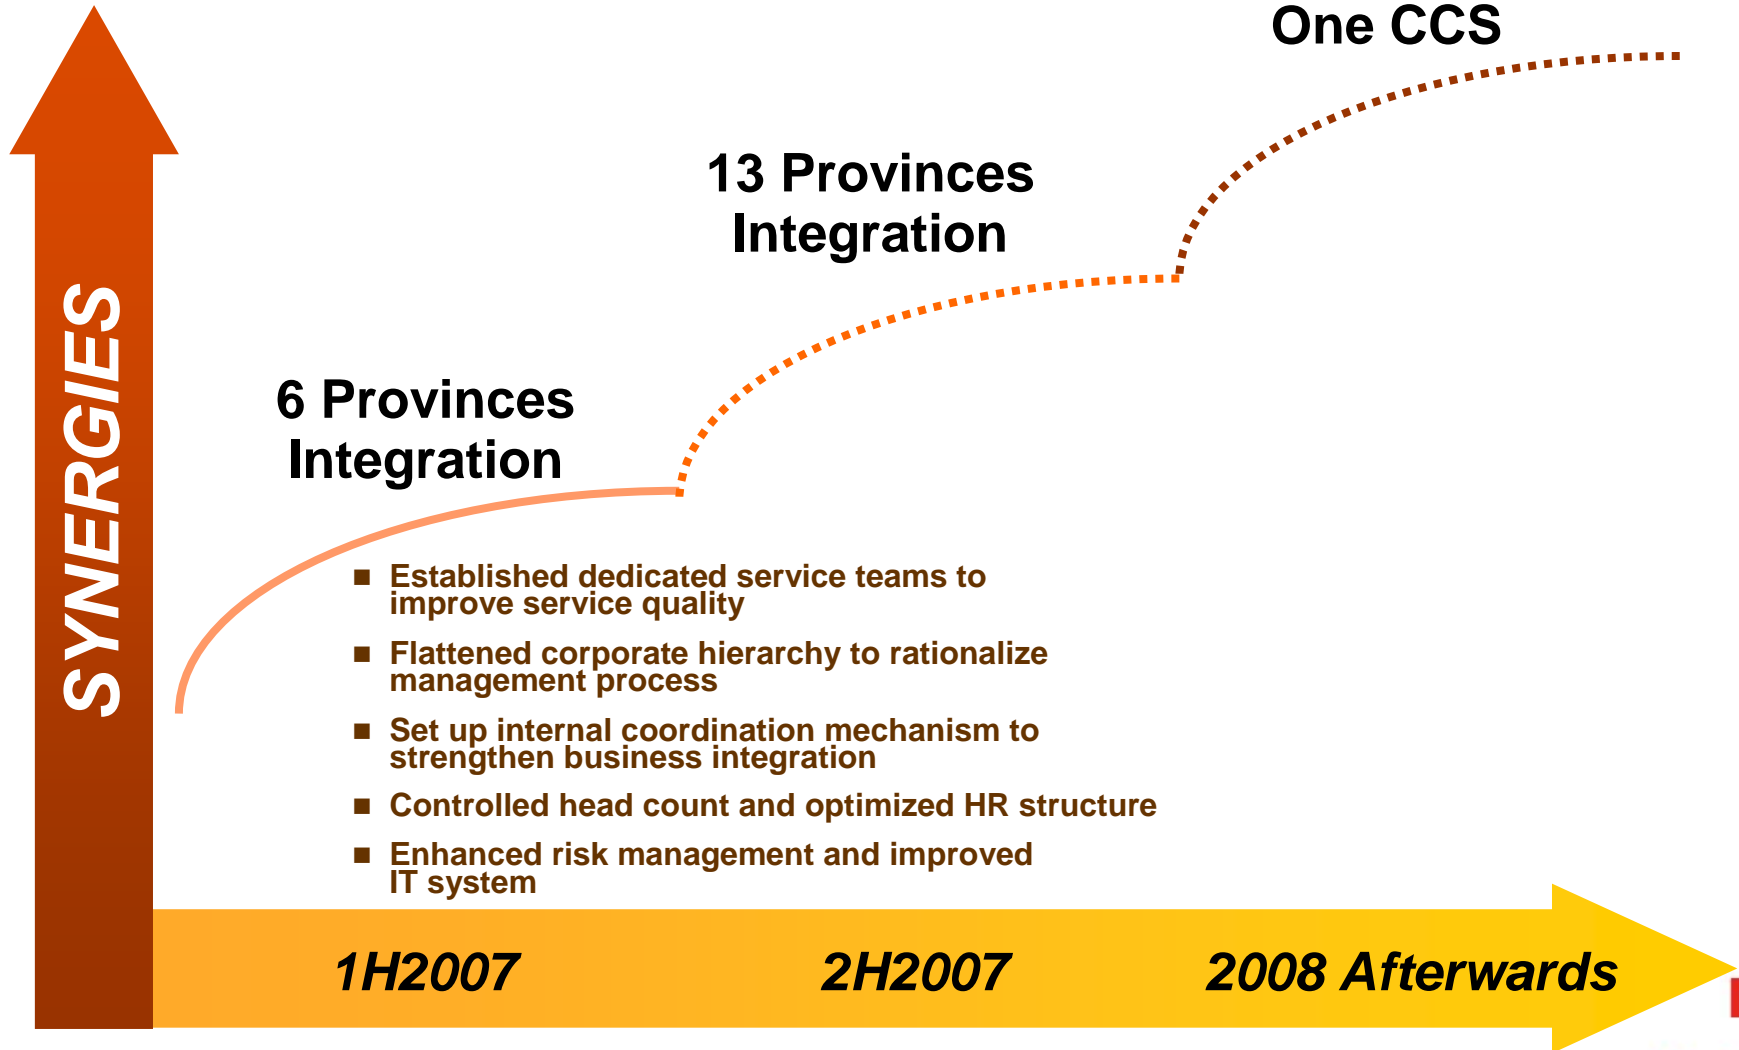 One CCS
13 Provinces
Integration
6 Provinces
Integration
SYNERGIES
■ Established dedicated service teams to
improve service quality
■ Flattened corporate hierarchy to rationalize
management process
■ Set up internal coordination mechanism to
strengthen business integration
■ Controlled head count and optimized HR structure
■ Enhanced risk management and improved
IT system
1H2007
2H2007
2008 Afterwards